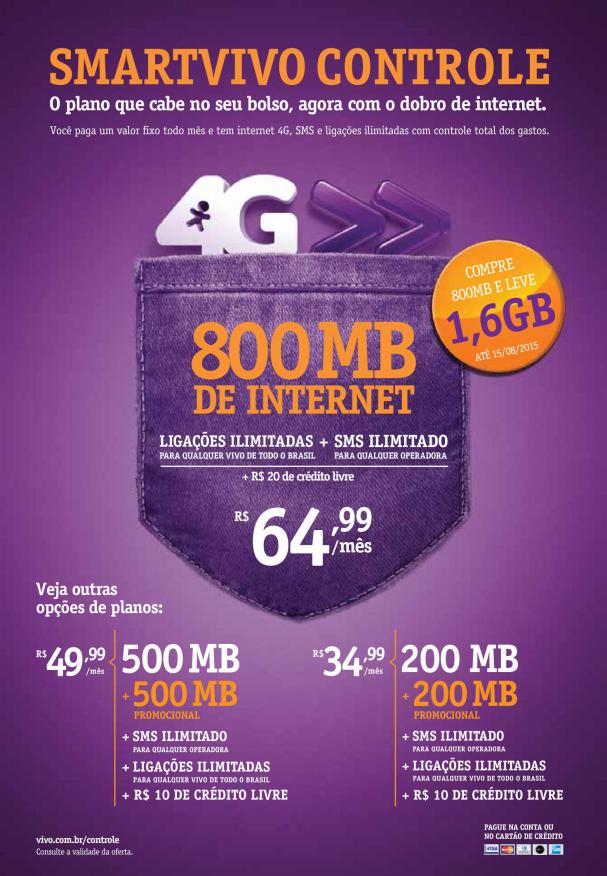 SMARTVIVO CONTROLE
O plano que cabe no seu bolso, agora com o dobro de internet.
Você paga um valor fixo todo mês e tem internet 4G, SMS e ligações ilimitadas com controle total dos gastos.
4G
COMPRE
800MB E LEVE
1,6GB
ATÉ 15/08/2015
800 MB
DE INTERNET
LIGAÇÕES ILIMITADAS + SMS ILIMITADO
PARA QUALQUER VIVO DE TODO O BRASIL PARA QUALQUER OPERADORA
+ R$ 20 de crédito livre
R$ 64,99
/mês
Veja outras
opções de planos:
R$ 49,99
/mês
500 MB
+ 500 MB
PROMOCIONAL
+ SMS ILIMITADO
PARA QUALQUER OPERADORA
+ LIGAÇÕES ILIMITADAS
PARA QUALQUER VIVO DE TODO O BRASIL
+ R$ 10 DE CRÉDITO LIVRE
R$ 34,99
/mês
200 MB
+ 200 MB
PROMOCIONAL
+ SMS ILIMITADO
PARA QUALQUER OPERADORA
+ LIGAÇÕES ILIMITADAS
PARA QUALQUER VIVO DE TODO O BRASIL
+ R$ 10 DE CRÉDITO LIVRE
vivo.com.br/controle
Consulte a validade da oferta.
PAGUE NA CONTA OU
NO CARTÃO DE CRÉDITO
VISA